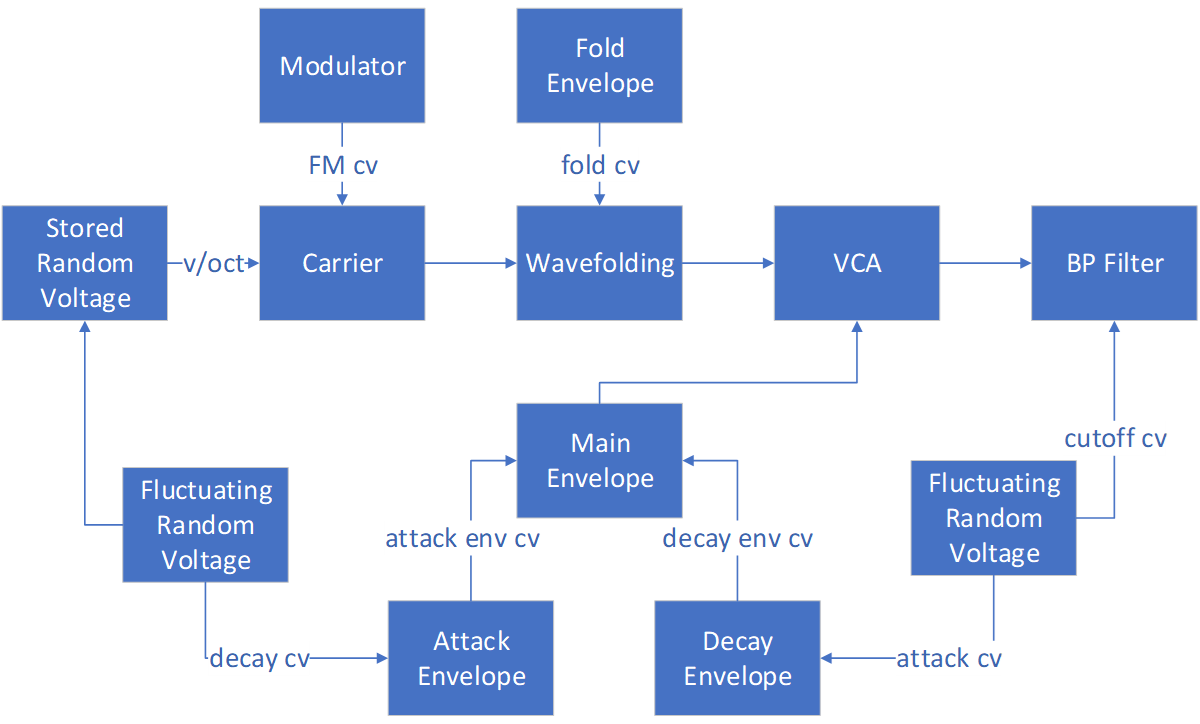 Modulator
Fold
Envelope
FM cv
fold cv
Stored
Random
Voltage
v/oct
Carrier
Wavefolding
VCA
BP Filter
Main
Envelope
cutoff cv
Fluctuating
Random
Voltage
Fluctuating
Random
Voltage
attack env cv
decay env cv
decay cv
Attack
Envelope
Decay
Envelope
attack cv